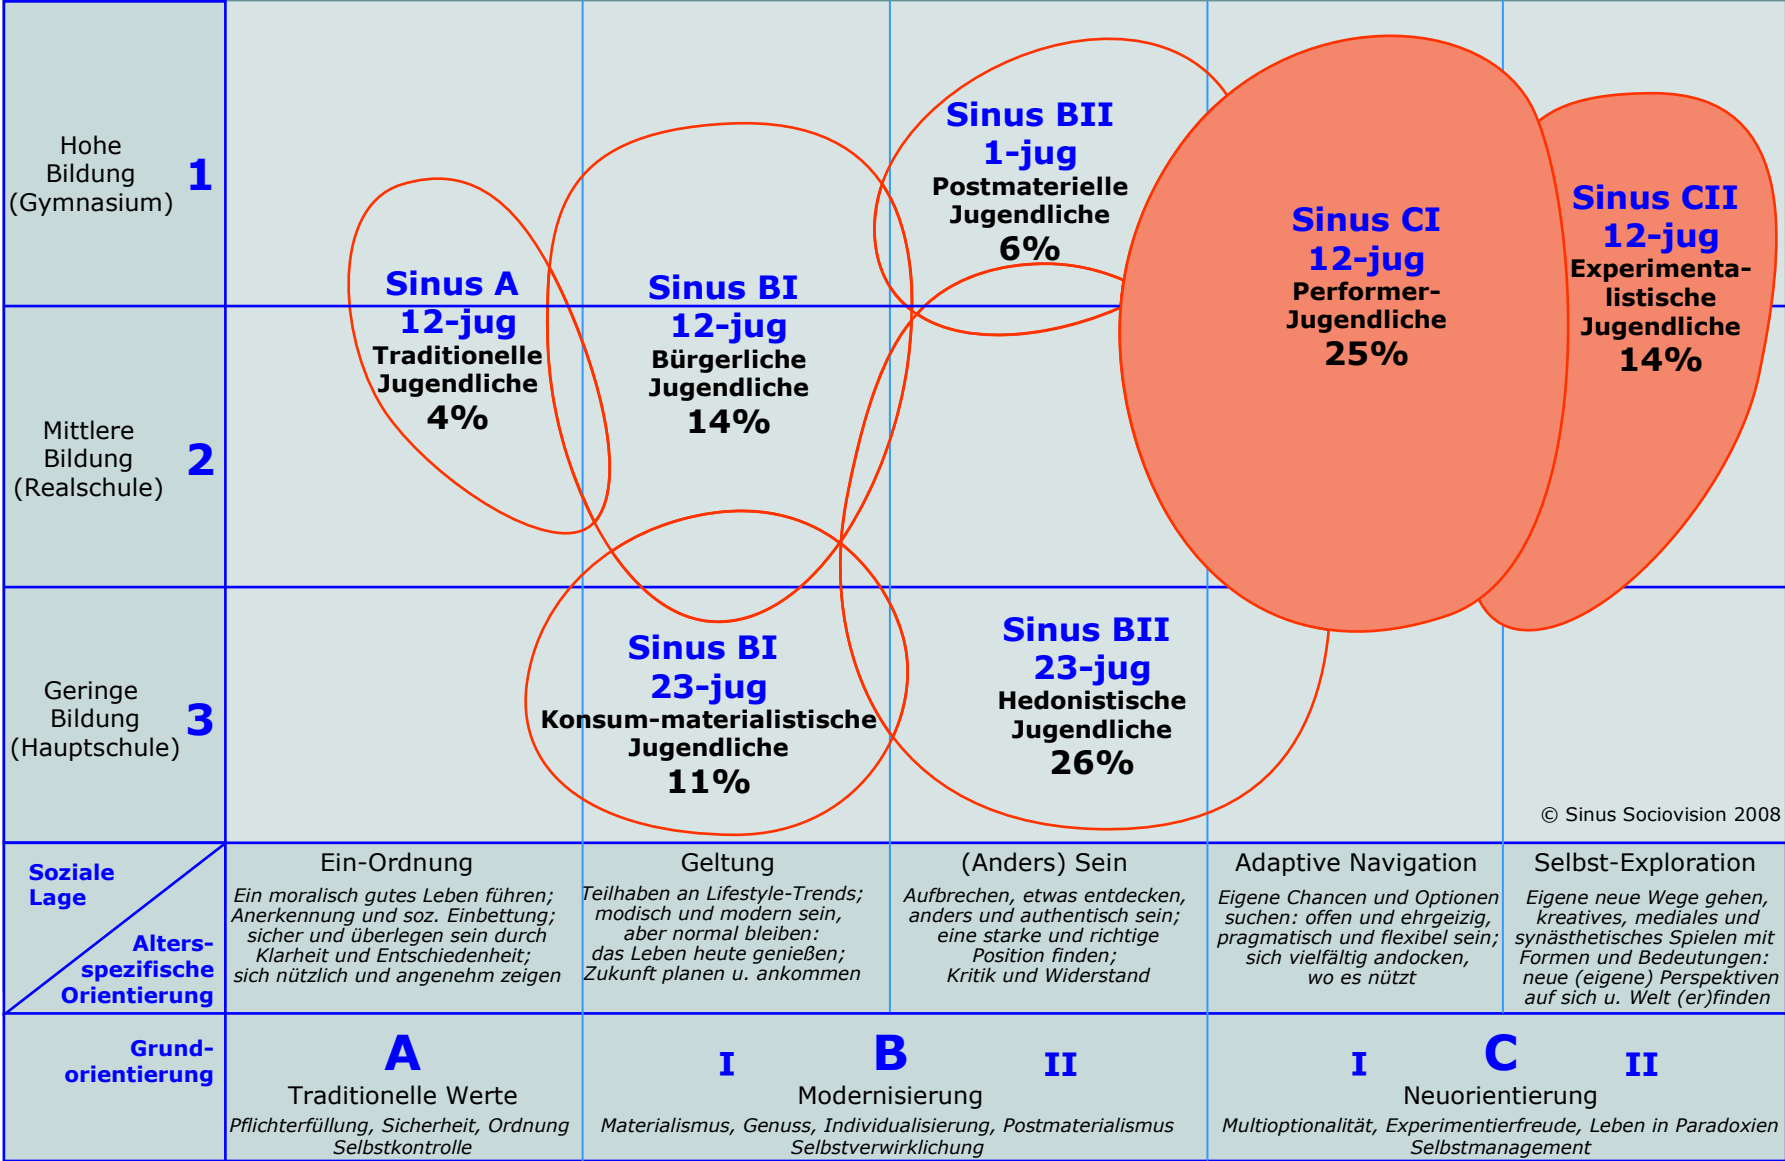 Hohe
Bildung
(Gymnasium)
1
Mittlere
Bildung
(Realschule)
2
Geringe
Bildung
(Hauptschule)
3
Sinus A
12-jug
Traditionelle
Jugendliche
4%
Sinus BI
12-jug
Bürgerliche
Jugendliche
14%
Sinus BII
1-jug
Postmaterielle
Jugendliche
6%
Sinus CI
12-jug
Performer-
Jugendliche
25%
Sinus CII
12-jug
Experimenta-
listische
Jugendliche
14%
Sinus BI
23-jug
Konsum-materialistische
Jugendliche
11%
Sinus BII
23-jug
Hedonistische
Jugendliche
26%
© Sinus Sociovision 2008
Soziale
Lage
Alters-
spezifische
Orientierung
Ein-Ordnung
Ein moralisch gutes Leben führen;
Anerkennung und soz. Einbettung;
sicher und überlegen sein durch
Klarheit und Entschiedenheit;
sich nützlich und angenehm zeigen
Geltung
Teilhaben an Lifestyle-Trends;
modisch und modern sein,
aber normal bleiben:
das Leben heute genießen;
Zukunft planen u. ankommen
(Anders) Sein
Aufbrechen, etwas entdecken,
anders und authentisch sein;
eine starke und richtige
Position finden;
Kritik und Widerstand
Adaptive Navigation
Eigene Chancen und Optionen
suchen: offen und ehrgeizig,
pragmatisch und flexibel sein;
sich vielfältig andocken,
wo es nützt
Selbst-Exploration
Eigene neue Wege gehen,
kreatives, mediales und
synästhetisches Spielen mit
Formen und Bedeutungen:
neue (eigene) Perspektiven
auf sich u. Welt (er)finden
Grund-
orientierung
A
Traditionelle Werte
Pflichterfüllung, Sicherheit, Ordnung
Selbstkontrolle
I B II
Modernisierung
Materialismus, Genuss, Individualisierung, Postmaterialismus
Selbstverwirklichung
I C II
Neuorientierung
Multioptionalität, Experimentierfreude, Leben in Paradoxien
Selbstmanagement